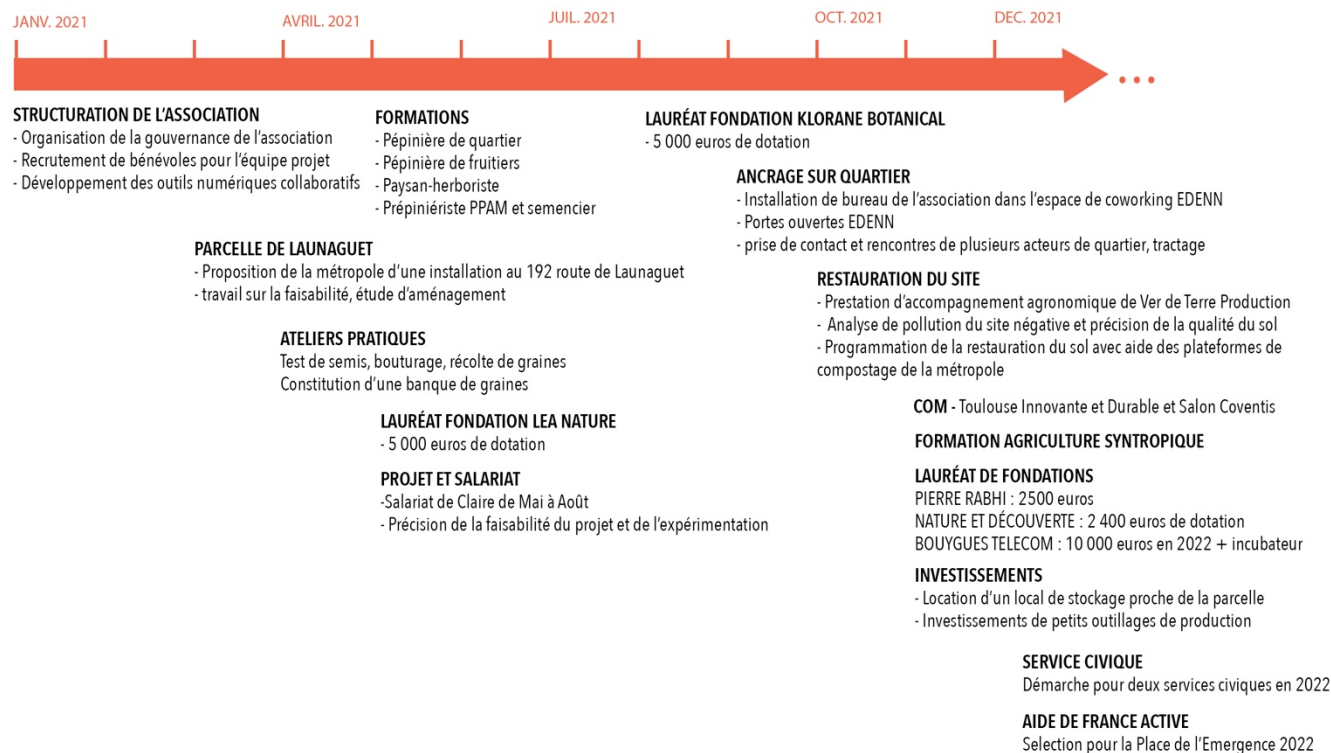 JANV. 2021
AVRIL. 2021
JUIL. 2021
OCT. 2021
DEC. 2021
STRUCTURATION DE L'ASSOCIATION
- Organisation de la gouvernance de l'association
- Recrutement de bénévoles pour l'équipe projet
- Développement des outils numériques collaboratifs
FORMATIONS
- Pépinière de quartier
- Pépinière de fruitiers
- Paysan-herboriste
- Prépiniériste PPAM et semencier
LAURÉAT FONDATION KLORANE BOTANICAL
- 5 000 euros de dotation
ANCRAGE SUR QUARTIER
- Installation de bureau de l'association dans l'espace de coworking EDENN
- Portes ouvertes EDENN
- prise de contact et rencontres de plusieurs acteurs de quartier, tractage
PARCELLE DE LAUNAGUET
- Proposition de la métropole d'une installation au 192 route de Launaguet
- travail sur la faisabilité, étude d'aménagement
RESTAURATION DU SITE
- Prestation d'accompagnement agronomique de Ver de Terre Production
- Analyse de pollution du site négative et précision de la qualité du sol
- Programmation de la restauration du sol avec aide des plateformes de
compostage de la métropole
ATELIERS PRATIQUES
Test de semis, bouturage, récolte de graines
Constitution d'une banque de graines
LAURÉAT FONDATION LEA NATURE
- 5 000 euros de dotation
PROJET ET SALARIAT
-Salariat de Claire de Mai à Août
- Précision de la faisabilité du projet et de l'expérimentation
COM - Toulouse Innovante et Durable et Salon Coventis
FORMATION AGRICULTURE SYNTROPIQUE
LAURÉAT DE FONDATIONS
PIERRE RABHI : 2500 euros
NATURE ET DÉCOUVERTE : 2 400 euros de dotation
BOUYGUES TELECOM : 10 000 euros en 2022 + incubateur
INVESTISSEMENTS
- Location d'un local de stockage proche de la parcelle
- Investissements de petits outillages de production
SERVICE CIVIQUE
Démarche pour deux services civiques en 2022
AIDE DE FRANCE ACTIVE
Selection pour la Place de l'Emergence 2022